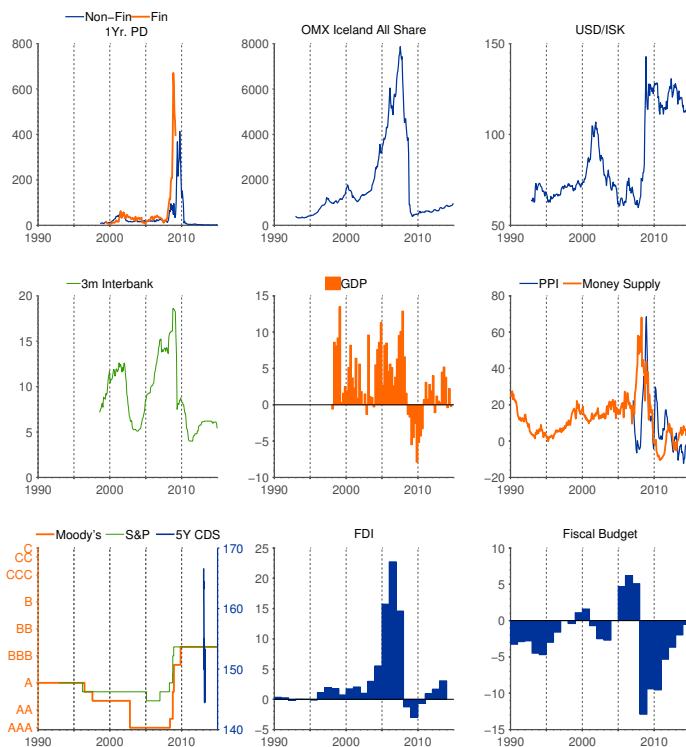 Non−Fin Fin
1Yr. PD
800
600
400
200
0
1990 2000 2010
OMX Iceland All Share
8000
6000
4000
2000
0
1990 2000 2010
USD/ISK
150
100
50
1990 2000 2010
3m Interbank
20
15
10
5
0
1990 2000 2010
GDP
15
10
5
0
−5
−10
1990 2000 2010
PPI Money Supply
80
60
40
20
0
−20
1990 2000 2010
Moody's S&P 5Y CDS
C
CC
CCC
B
BB
BBB
A
AA
AAA
170
160
150
140
1990 2000 2010
FDI
25
20
15
10
5
0
−5
1990 2000 2010
Fiscal Budget
10
5
0
−5
−10
−15
1990 2000 2010